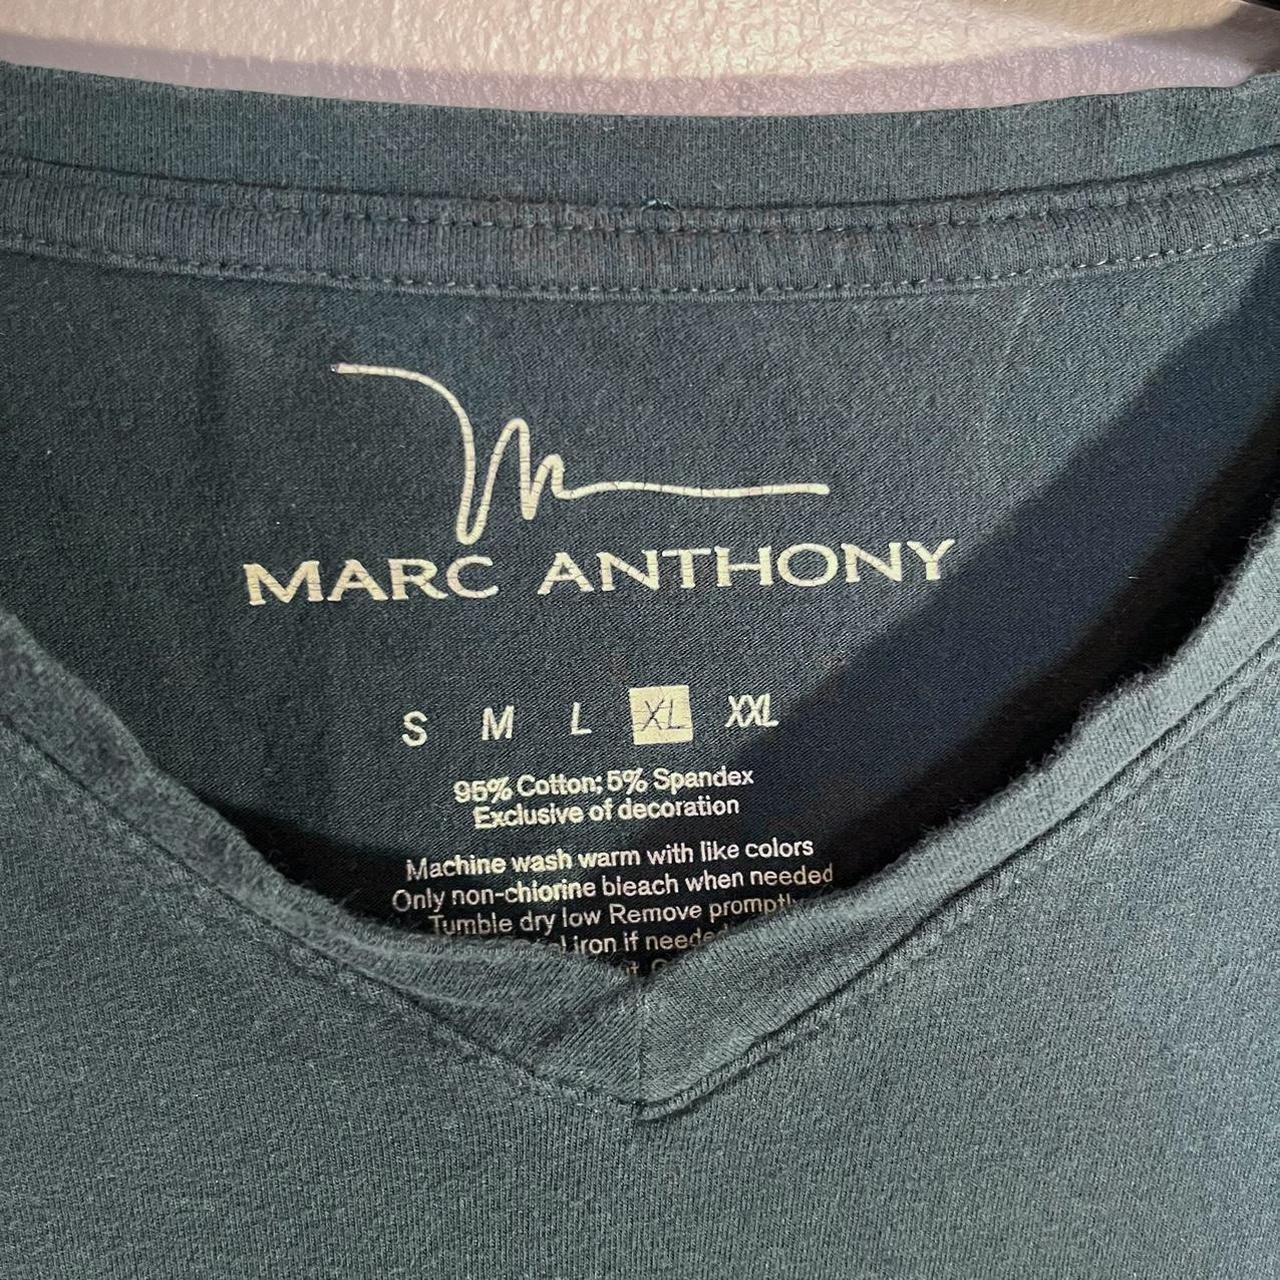 MARC ANTHONY
S M L XL XXL
95% Cotton; 5% Spandex
Exclusive of decoration
Machine wash warm with like colors
Only non-chlorine bleach when needed
Tumble dry low Remove promptly
iron if needed